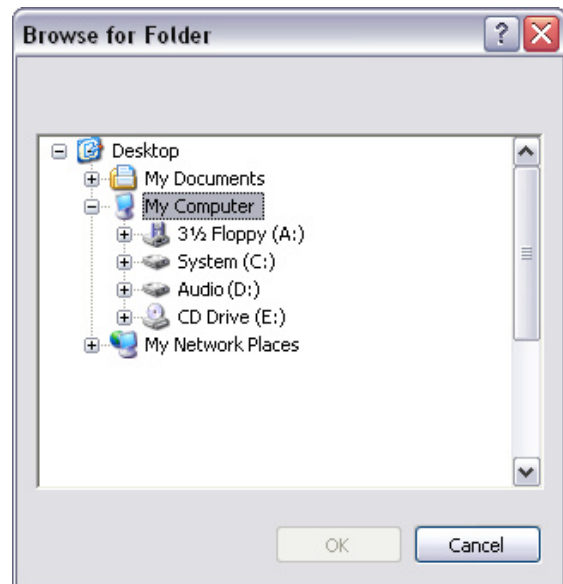 Browse for Folder
Desktop
My Documents
My Computer
3½ Floppy (A:)
System (C:)
Audio (D:)
CD Drive (E:)
My Network Places
OK Cancel